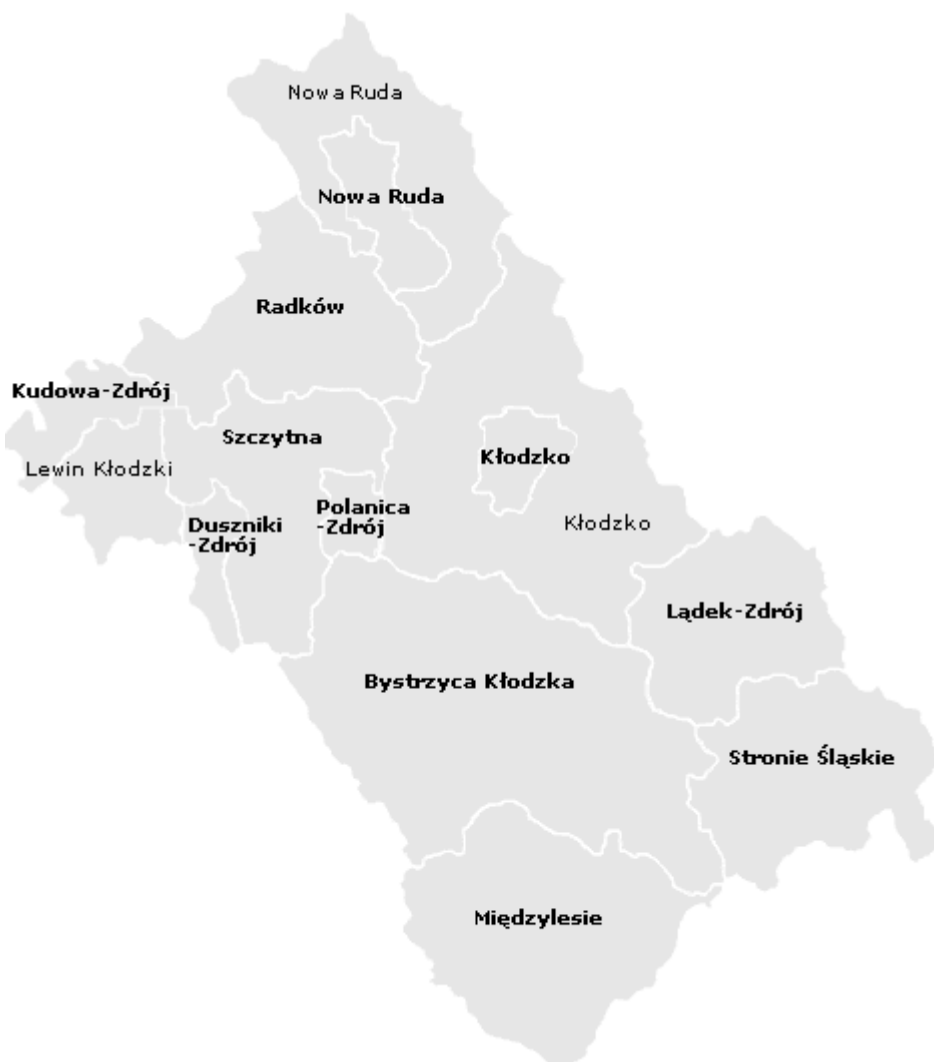 Nowa Ruda
Nowa Ruda
Radków
Kudowa-Zdrój
Szczytna
Kłodzko
Lewin Kłodzki
Polanica
-Zdrój
Duszniki
-Zdrój
Kłodzko
Lądek-Zdrój
Bystrzyca Kłodzka
Stronie Śląskie
Międzylesie